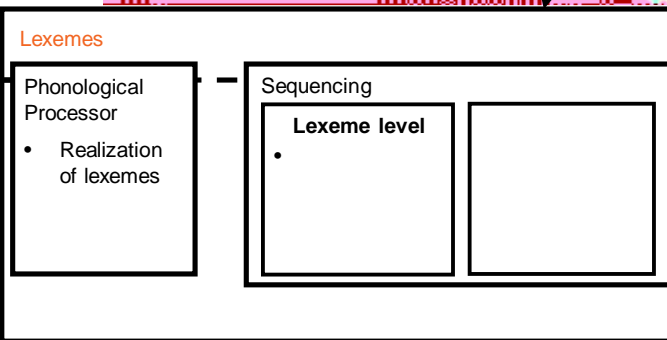 Lexemes
Phonological
Processor
• Realization
of lexemes
Sequencing
Lexeme level
•